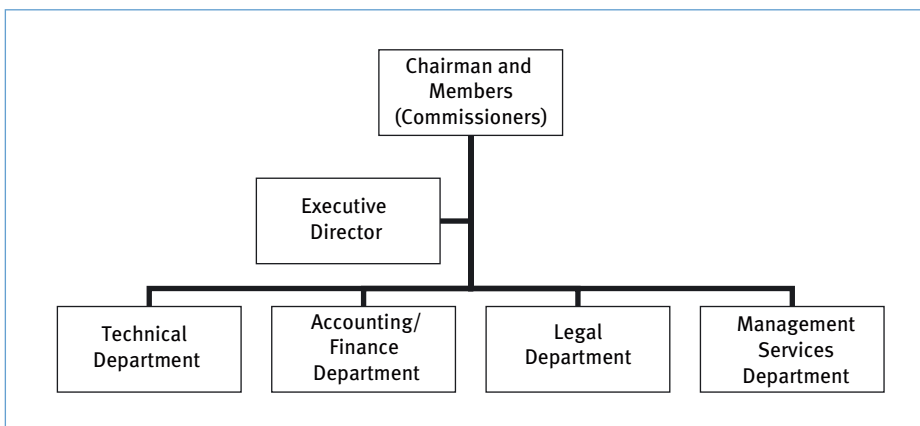 Chairman and
Members
(Commissioners)
Executive
Director
Technical
Department
Accounting/
Finance
Department
Legal
Department
Management
Services
Department